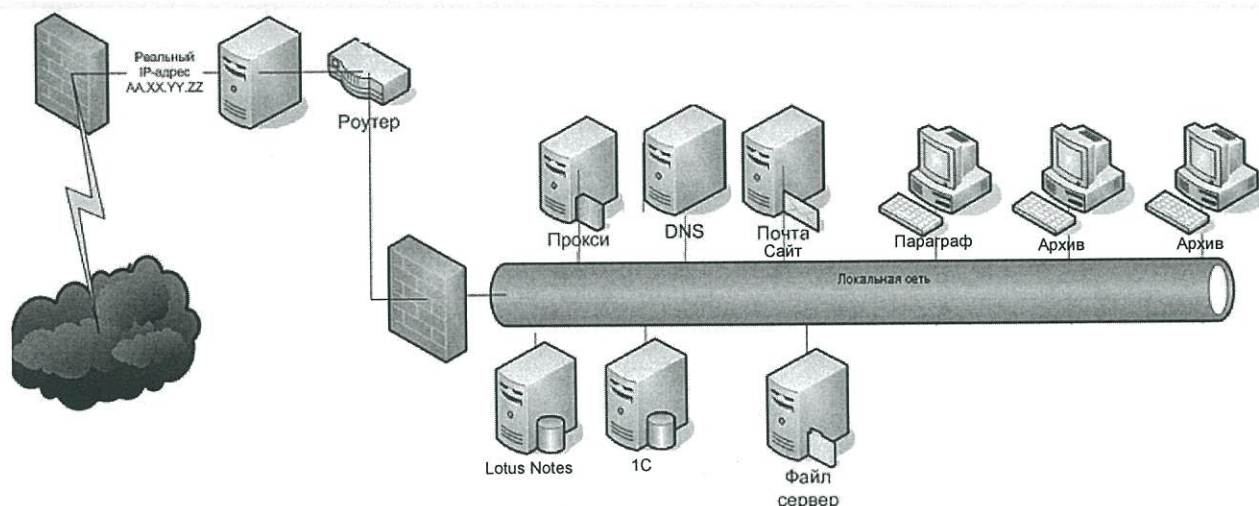 Реальный
IP-адрес
AA.XX.YY.ZZ
Роутер
Прокси
DNS
Почта
Сайт
Параграф
Архив
Архив
Локальная сеть
Lotus Notes
1С
Файл
сервер